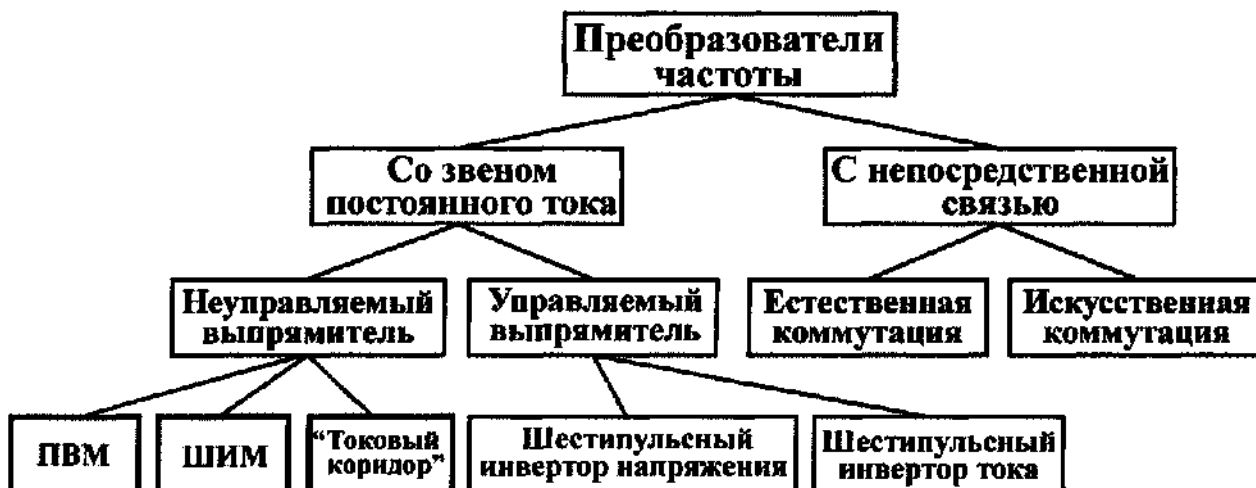 Преобразователи
частоты
Со звеном
постоянного тока
С непосредственной
связью
Неуправляемый
выпрямитель
Управляемый
выпрямитель
Естественная
коммутация
Искусственная
коммутация
ПВМ
ШИМ
“Токовый
коридор”
Шестипульсный
инвертор напряжения
Шестипульсный
инвертор тока